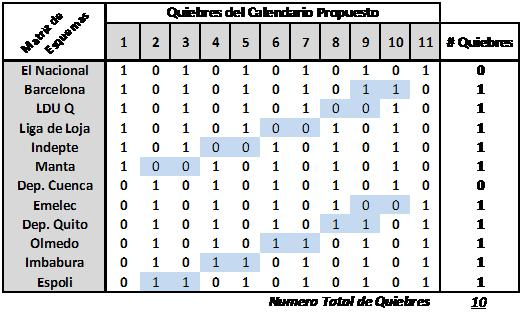 Matriz de Esquemas
Quiebres del Calendario Propuesto
1 2 3 4 5 6 7 8 9 10 11 # Quiebres
El Nacional 1 0 1 0 1 0 1 0 1 0 1 0
Barcelona 1 0 1 0 1 0 1 0 1 1 0 1
LDU Q 1 0 1 0 1 0 1 0 0 1 0 1
Liga de Loja 1 0 1 0 1 0 0 1 0 1 0 1
Indepte 1 0 1 0 0 1 0 1 0 1 0 1
Manta 1 0 0 1 0 1 0 1 0 1 0 1
Dep. Cuenca 0 1 0 1 0 1 0 1 0 1 0 0
Emelec 0 1 0 1 0 1 0 1 0 0 1 1
Dep. Quito 0 1 0 1 0 1 0 1 1 0 1 1
Olmedo 0 1 0 1 0 1 1 0 1 0 1 1
Imbabura 0 1 0 1 1 0 1 0 1 0 1 1
Espoli 0 1 1 0 1 0 1 0 1 0 1 1
Numero Total de Quiebres 10